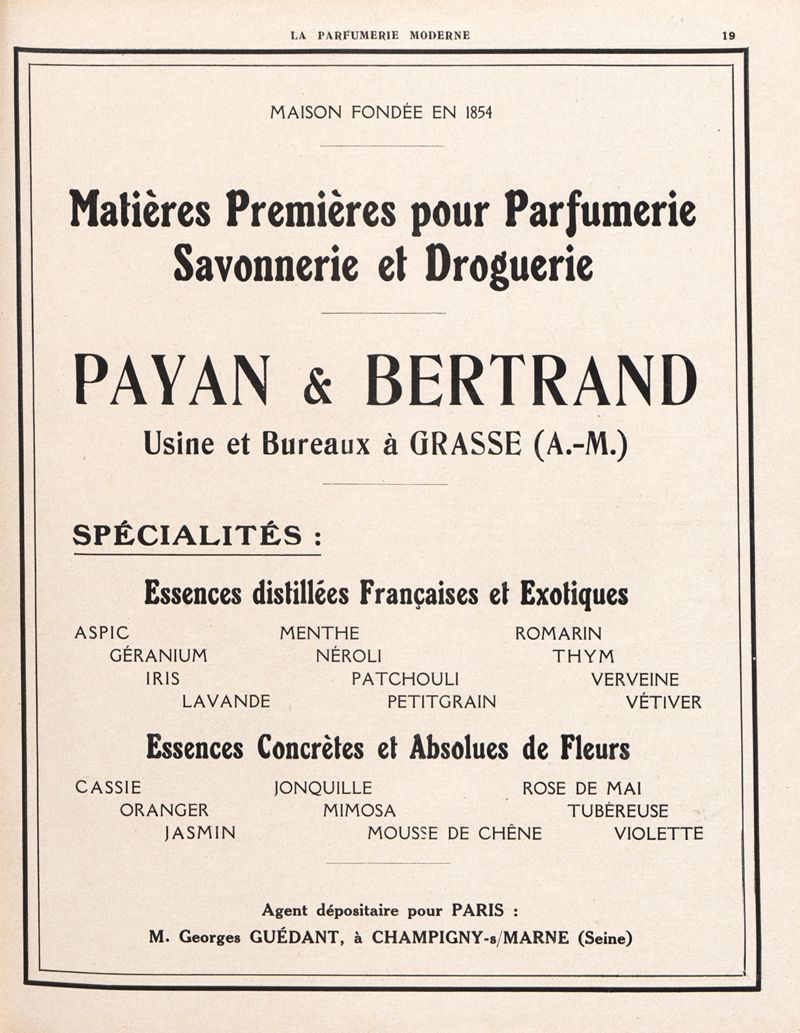 LA PARFUMERIE MODERNE 19
MAISON FONDÉE EN 1854
Matières Premières pour Parfumerie
Savonnerie et Droguerie
PAYAN & BERTRAND
Usine et Bureaux à GRASSE (A.-M.)
SPÉCIALITÉS :
Essences distillées Françaises et Exotiques
ASPIC MENTHE ROMARIN
GÉRANIUM NÉROLI THYM
IRIS PATCHOULI VERVEINE
LAVANDE PETITGRAIN VÉTIVER
Essences Concrètes et Absolues de Fleurs
CASSIE JONQUILLE ROSE DE MAI
ORANGER MIMOSA TUBÉREUSE
JASMIN MOUSSE DE CHÊNE VIOLETTE
Agent dépositaire pour PARIS :
M. Georges GUÉDANT, à CHAMPIGNY-s/MARNE (Seine)